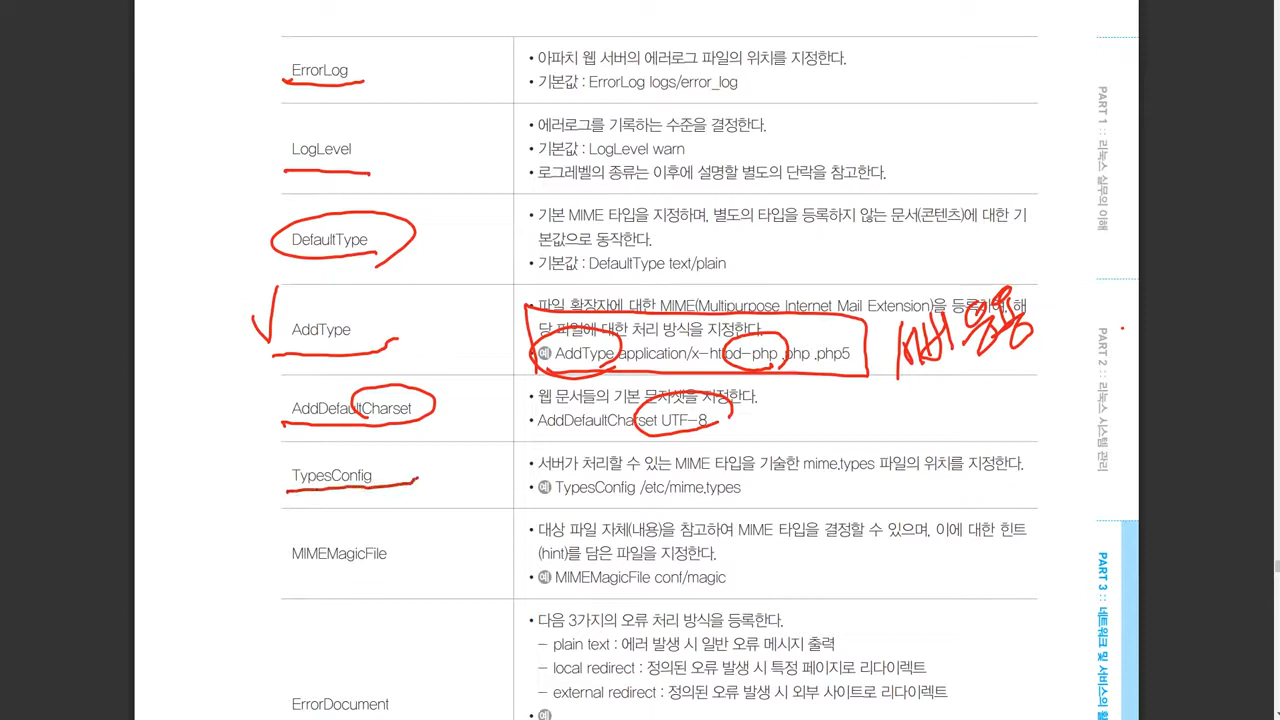 ErrorLog
• 아파치 웹 서버의 에러로그 파일의 위치를 지정한다.
• 기본값 : ErrorLog logs/error_log
LogLevel
• 에러로그를 기록하는 수준을 결정한다.
• 기본값 : LogLevel warn
• 로그레벨의 종류는 이후에 설명할 별도의 단락을 참고한다.
DefaultType
• 기본 MIME 타입을 지정하며, 별도의 타입을 등록하지 않는 문서(콘텐츠)에 대한 기
본값으로 동작한다.
• 기본값 : DefaultType text/plain
AddType
• 파일 확장자에 대한 MIME(Multipurpose Internet Mail Extension)을 등록하여, 해
당 파일에 대한 처리 방식을 지정한다.
• 예 AddType application/x-httpd-php .php .php5
AddDefaultCharset
• 웹 문서들의 기본 문자셋을 지정한다.
• AddDefaultCharset UTF-8
TypesConfig
• 서버가 처리할 수 있는 MIME 타입을 기술한 mime.types 파일의 위치를 지정한다.
• 예 TypesConfig /etc/mime.types
MIMEMagicFile
• 대상 파일 자체(내용)을 참고하여 MIME 타입을 결정할 수 있으며, 이에 대한 힌트
(hint)를 담은 파일을 지정한다.
• 예 MIMEMagicFile conf/magic
ErrorDocument
• 다음 3가지의 오류 처리 방식을 등록한다.
– plain text : 에러 발생 시 일반 오류 메시지 출력
– local redirect : 정의된 오류 발생 시 특정 페이지로 리다이렉트
– external redirect : 정의된 오류 발생 시 외부 사이트로 리다이렉트
• 예
PART 1 :: 리눅스 실무의 이해
PART 2 :: 리눅스 시스템 관리
PART 3 :: 네트워크 및 서비스의 활